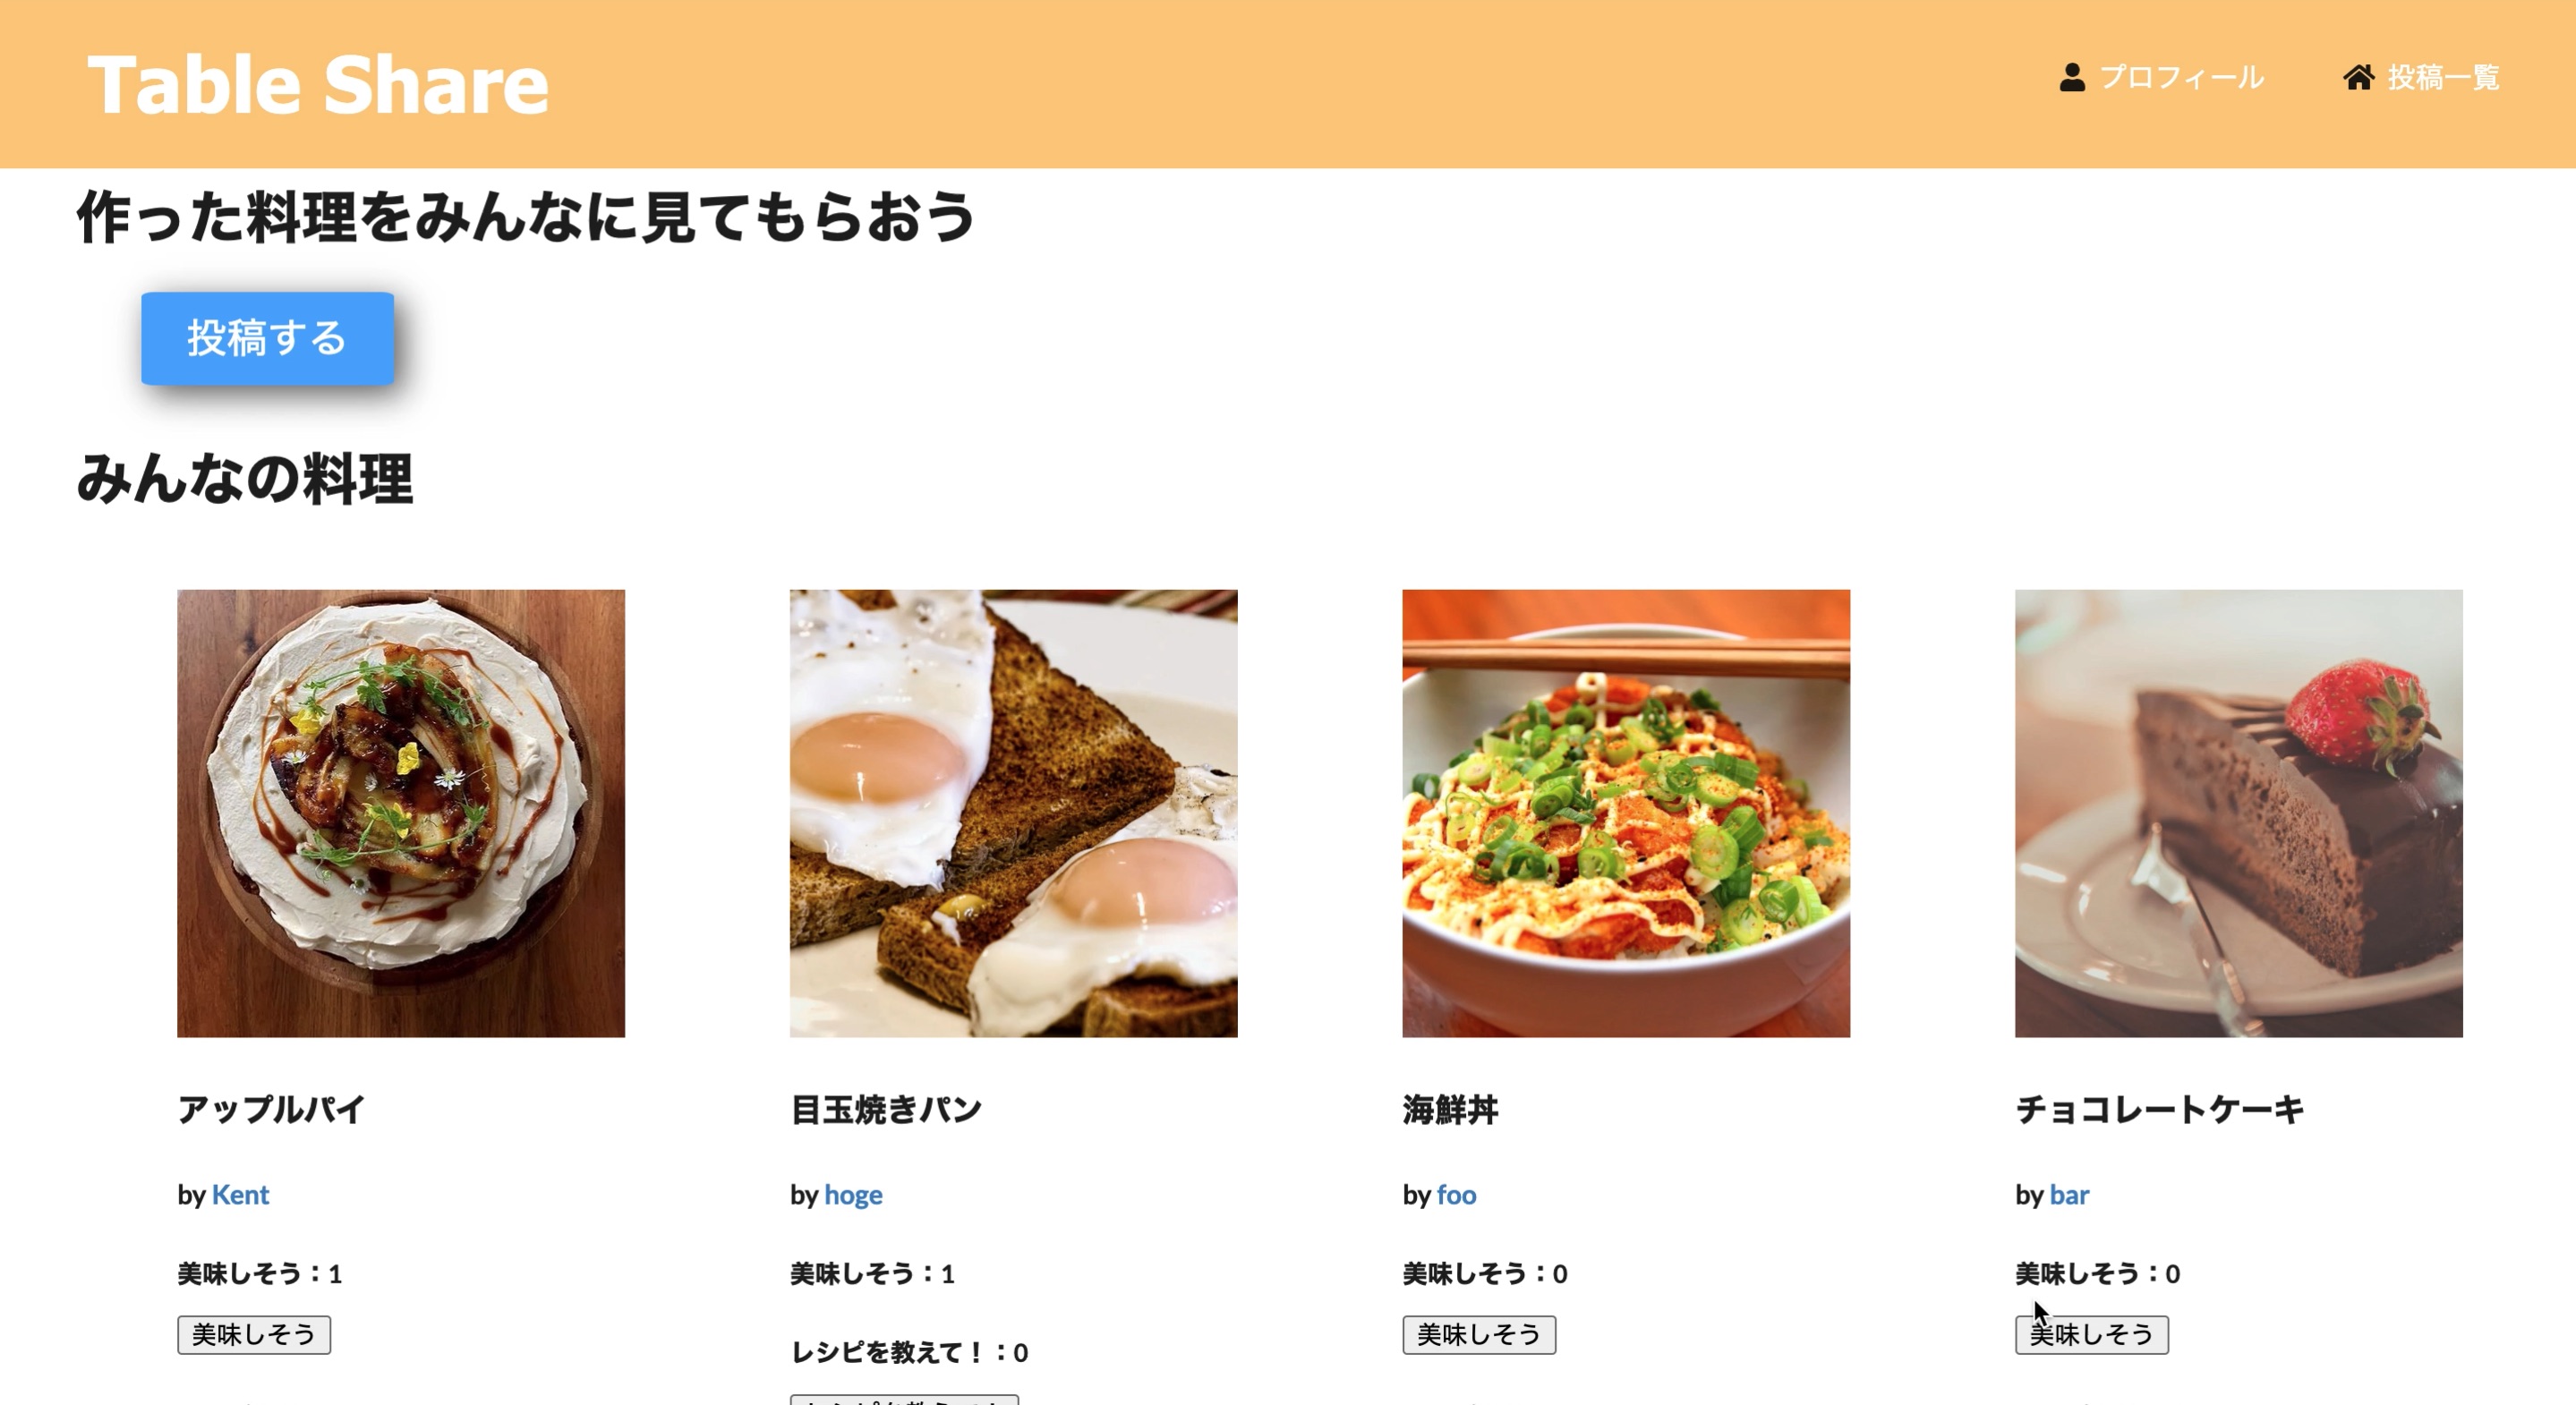 Table Share
プロフィール 投稿一覧
作った料理をみんなに見てもらおう
投稿する
みんなの料理
アップルパイ 目玉焼きパン 海鮮丼 チョコレートケーキ
by Kent by hoge by foo by bar
美味しそう：1 美味しそう：1 美味しそう：0 美味しそう：0
美味しそう レシピを教えて！：0 美味しそう 美味しそう